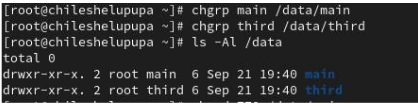 [root@chileshelupupa ~]# chgrp main /data/main
[root@chileshelupupa ~]# chgrp third /data/third
[root@chileshelupupa ~]# ls -Al /data
total 0
drwxr-xr-x. 2 root main  6 Sep 21 19:40 main
drwxr-xr-x. 2 root third 6 Sep 21 19:40 third